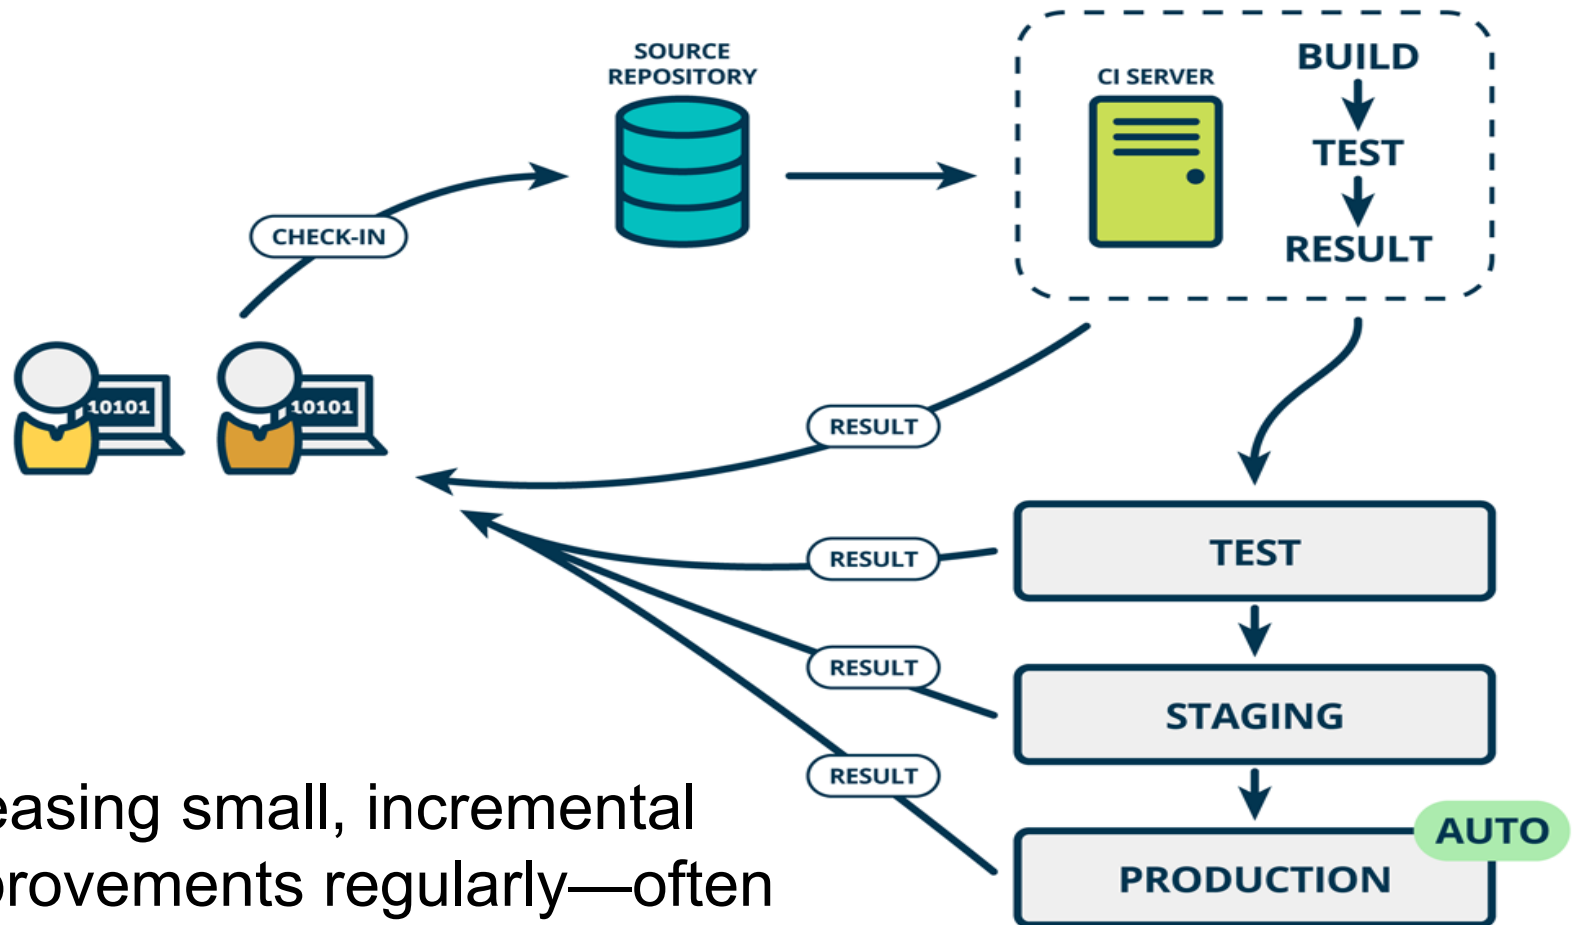 SOURCE
REPOSITORY
CI SERVER
BUILD
TEST
RESULT
CHECK-IN
10101
10101
RESULT
RESULT
RESULT
RESULT
TEST
STAGING
PRODUCTION
AUTO
easing small, incremental
provements regularly—often